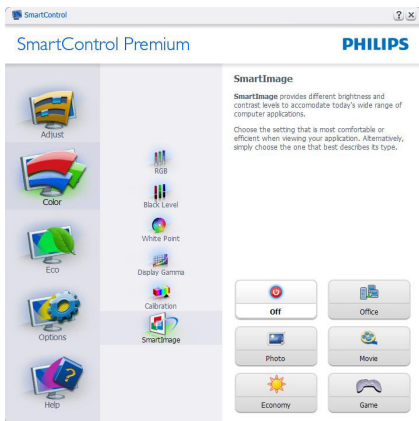 SmartControl
? ×
SmartControl Premium
PHILIPS
Adjust
Color
Eco
Options
Help
RGB
Black Level
White Point
Display Gamma
Calibration
SmartImage
SmartImage
SmartImage provides different brightness and
contrast levels to accomodate today's wide range of
computer applications.
Choose the setting that is most comfortable or
efficient when viewing your application. Alternatively,
simply choose the one that best describes its type.
Off
Office
Photo
Movie
Economy
Game